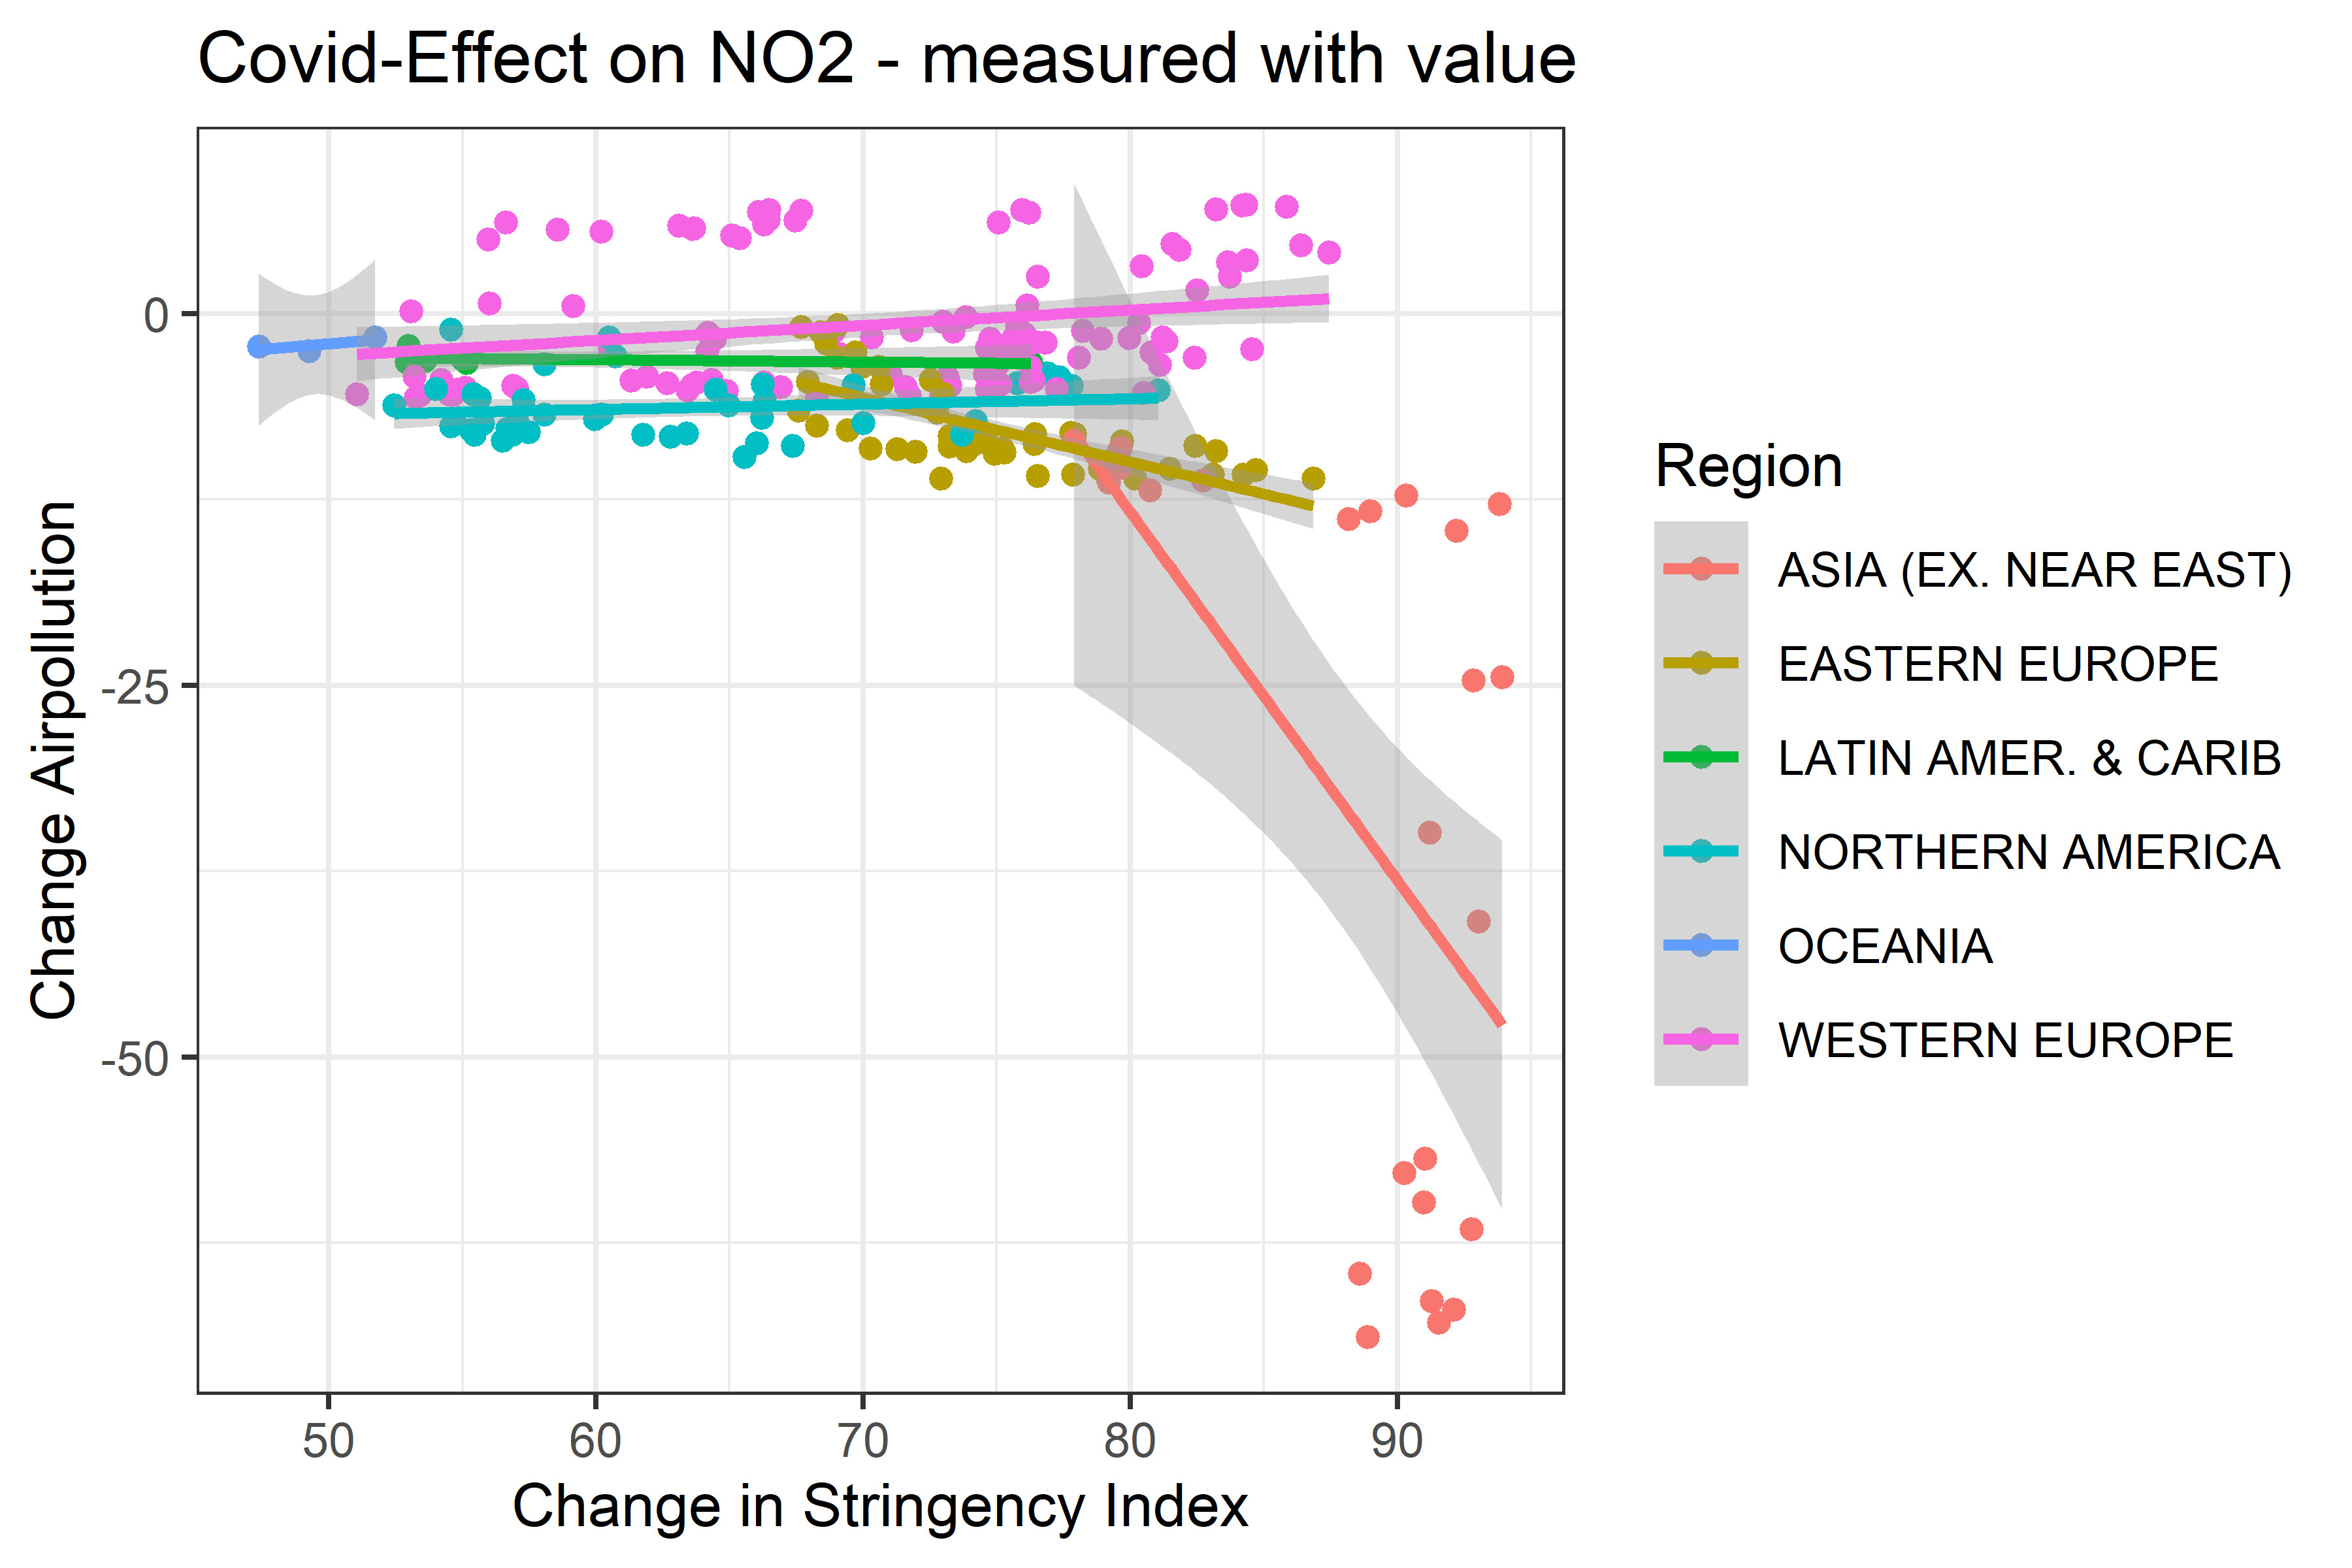 Covid-Effect on NO2 - measured with value
Change Airpollution
0
-25
-50
50 60 70 80 90
Change in Stringency Index
Region
ASIA (EX. NEAR EAST)
EASTERN EUROPE
LATIN AMER. & CARIB
NORTHERN AMERICA
OCEANIA
WESTERN EUROPE